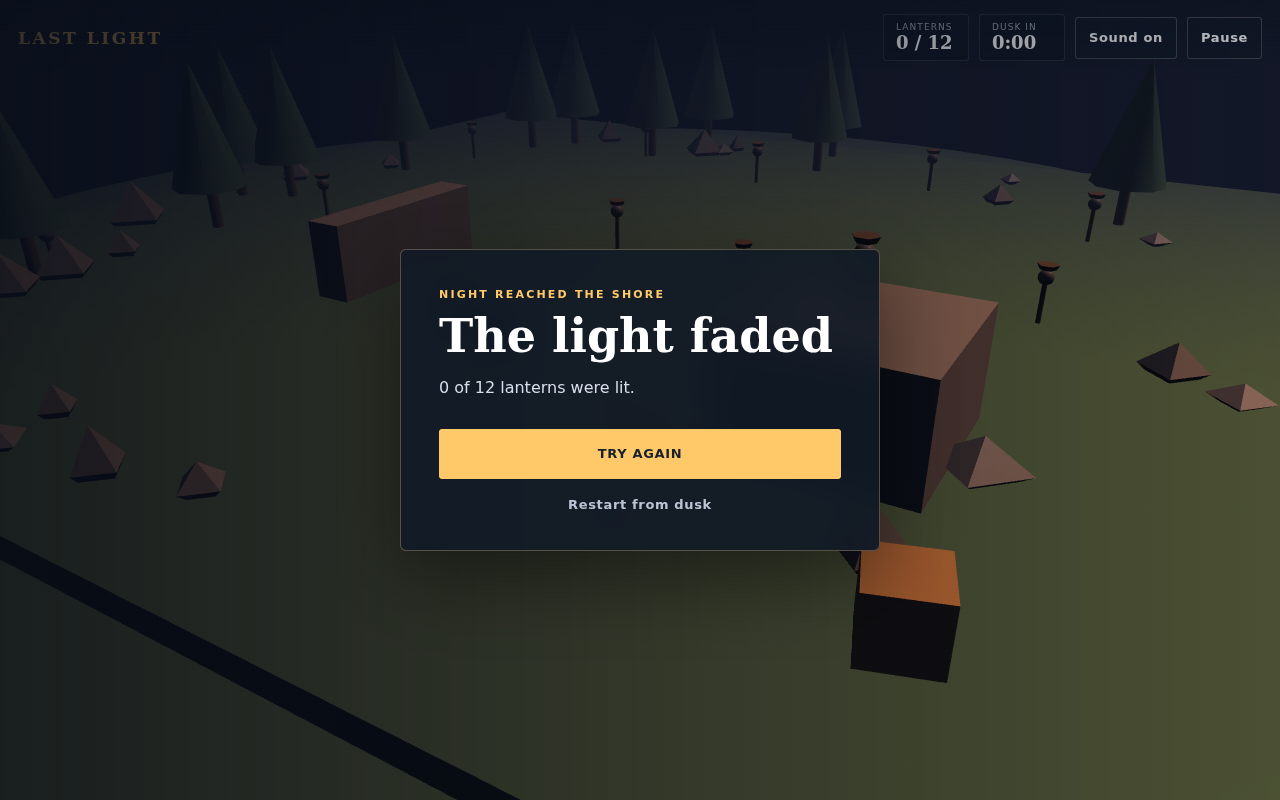 LAST LIGHT
LANTERNS
0 / 12
DUSK IN
0:00
Sound on
Pause
NIGHT REACHED THE SHORE
The light faded
0 of 12 lanterns were lit.
TRY AGAIN
Restart from dusk